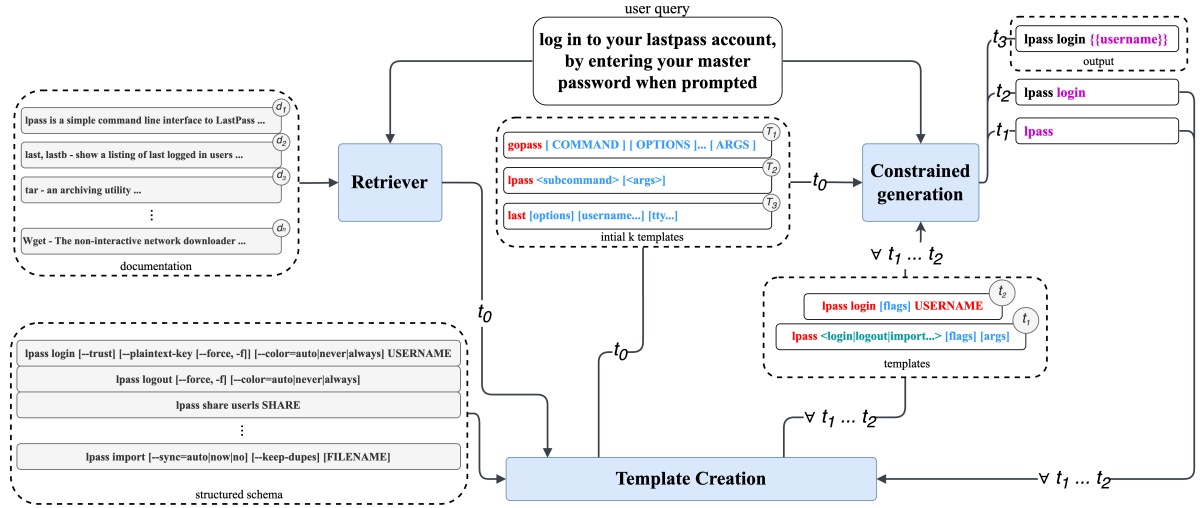 user query
log in to your lastpass account,
by entering your master
password when prompted
t3
lpass login {{username}}
output
t2
lpass login
t1
lpass
d1
lpass is a simple command line interface to LastPass ...
d2
last, lastb - show a listing of last logged in users ...
d3
tar - an archiving utility ...
⋮
dn
Wget - The non-interactive network downloader ...
documentation
Retriever
T1
gopass [ COMMAND ] [ OPTIONS ]... [ ARGS ]
T2
lpass <subcommand> [<args>]
T3
last [options] [username...] [tty...]
intial k templates
t0
Constrained
generation
∀ t1 ... t2
t2
lpass login [flags] USERNAME
t1
lpass <login|logout|import...> [flags] [args]
templates
t0
t0
∀ t1 ... t2
structured schema
lpass login [--trust] [--plaintext-key [--force, -f]] [--color=auto|never|always] USERNAME
lpass logout [--force, -f] [--color=auto|never|always]
lpass share userls SHARE
⋮
lpass import [--sync=auto|now|no] [--keep-dupes] [FILENAME]
Template Creation
∀ t1 ... t2